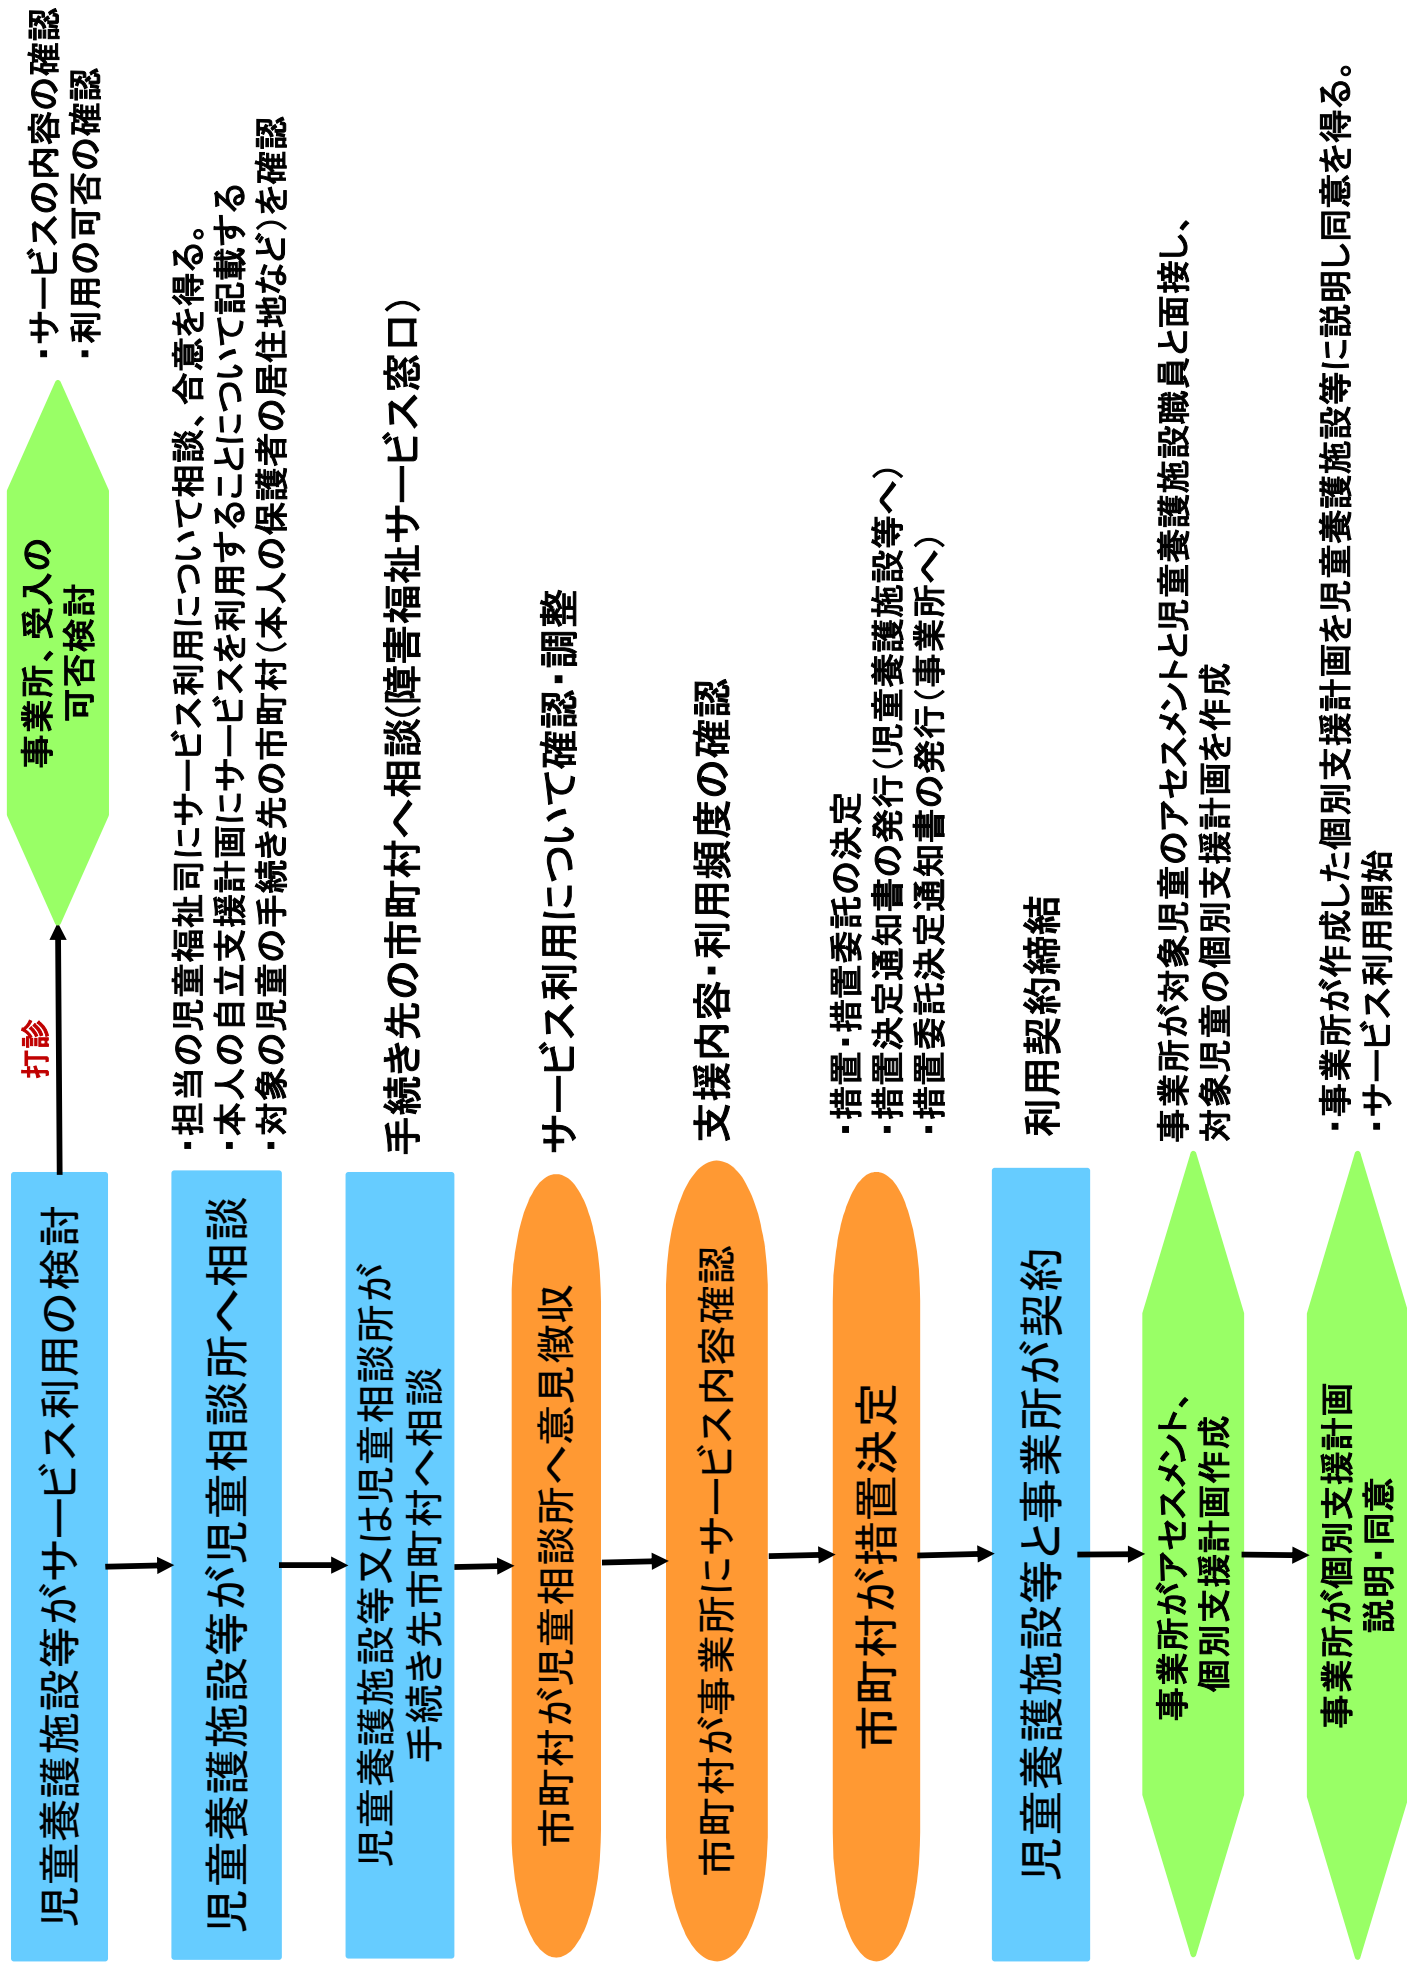 児童養護施設等がサービス利用の検討
打診
事業所、受入の
可否検討
・サービスの内容の確認
・利用の可否の確認
児童養護施設等が児童相談所へ相談
・担当の児童福祉司にサービス利用について相談、合意を得る。
・本人の自立支援計画にサービスを利用することについて記載する
・対象の児童の手続き先の市町村（本人の保護者の居住地など）を確認
児童養護施設等又は児童相談所が
手続き先市町村へ相談
手続き先の市町村へ相談(障害福祉サービス窓口）
市町村が児童相談所へ意見徴収
サービス利用について確認・調整
市町村が事業所にサービス内容確認
支援内容・利用頻度の確認
市町村が措置決定
・措置・措置委託の決定
・措置決定通知書の発行（児童養護施設等へ）
・措置委託決定通知書の発行（事業所へ）
児童養護施設等と事業所が契約
利用契約締結
事業所がアセスメント、
個別支援計画作成
事業所が対象児童のアセスメントと児童養護施設職員と面接し、
対象児童の個別支援計画を作成
事業所が個別支援計画
説明・同意
・事業所が作成した個別支援計画を児童養護施設等に説明し同意を得る。
・サービス利用開始